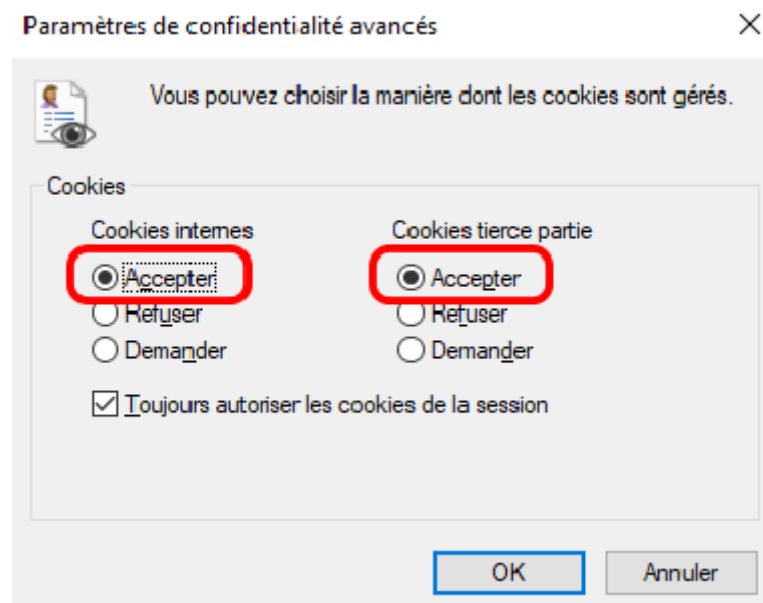 Paramètres de confidentialité avancés
Vous pouvez choisir la manière dont les cookies sont gérés.
Cookies
Cookies internes
Cookies tierce partie
Accepter
Accepter
Refuser
Refuser
Demander
Demander
Toujours autoriser les cookies de la session
OK
Annuler